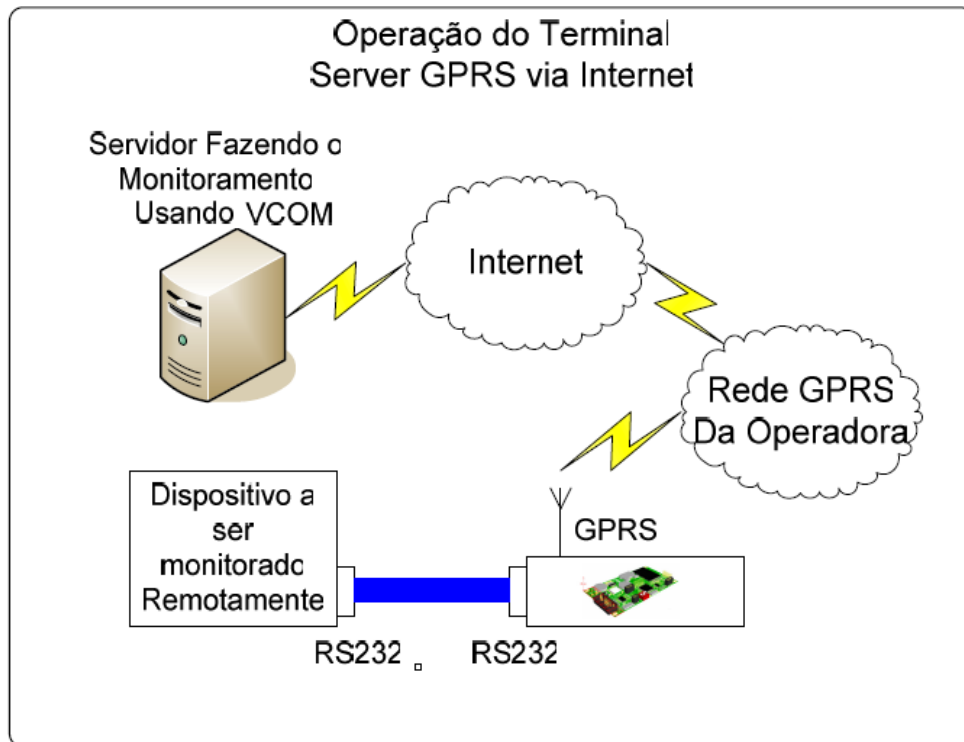 Operação do Terminal
Server GPRS via Internet
Servidor Fazendo o
Monitoramento
Usando VCOM
Internet
Rede GPRS
Da Operadora
Dispositivo a
ser
monitorado
Remotamente
GPRS
RS232
RS232